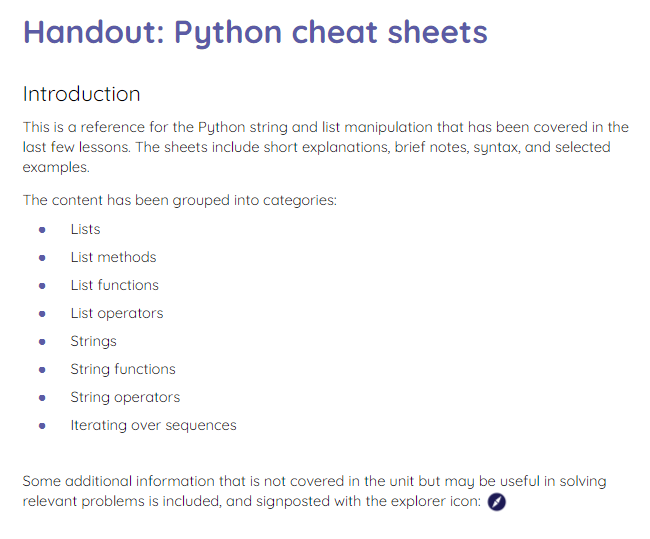 Handout: Python cheat sheets
Introduction
This is a reference for the Python string and list manipulation that has been covered in the
last few lessons. The sheets include short explanations, brief notes, syntax, and selected
examples.
The content has been grouped into categories:
● Lists
● List methods
● List functions
● List operators
● Strings
● String functions
● String operators
● Iterating over sequences
Some additional information that is not covered in the unit but may be useful in solving
relevant problems is included, and signposted with the explorer icon: